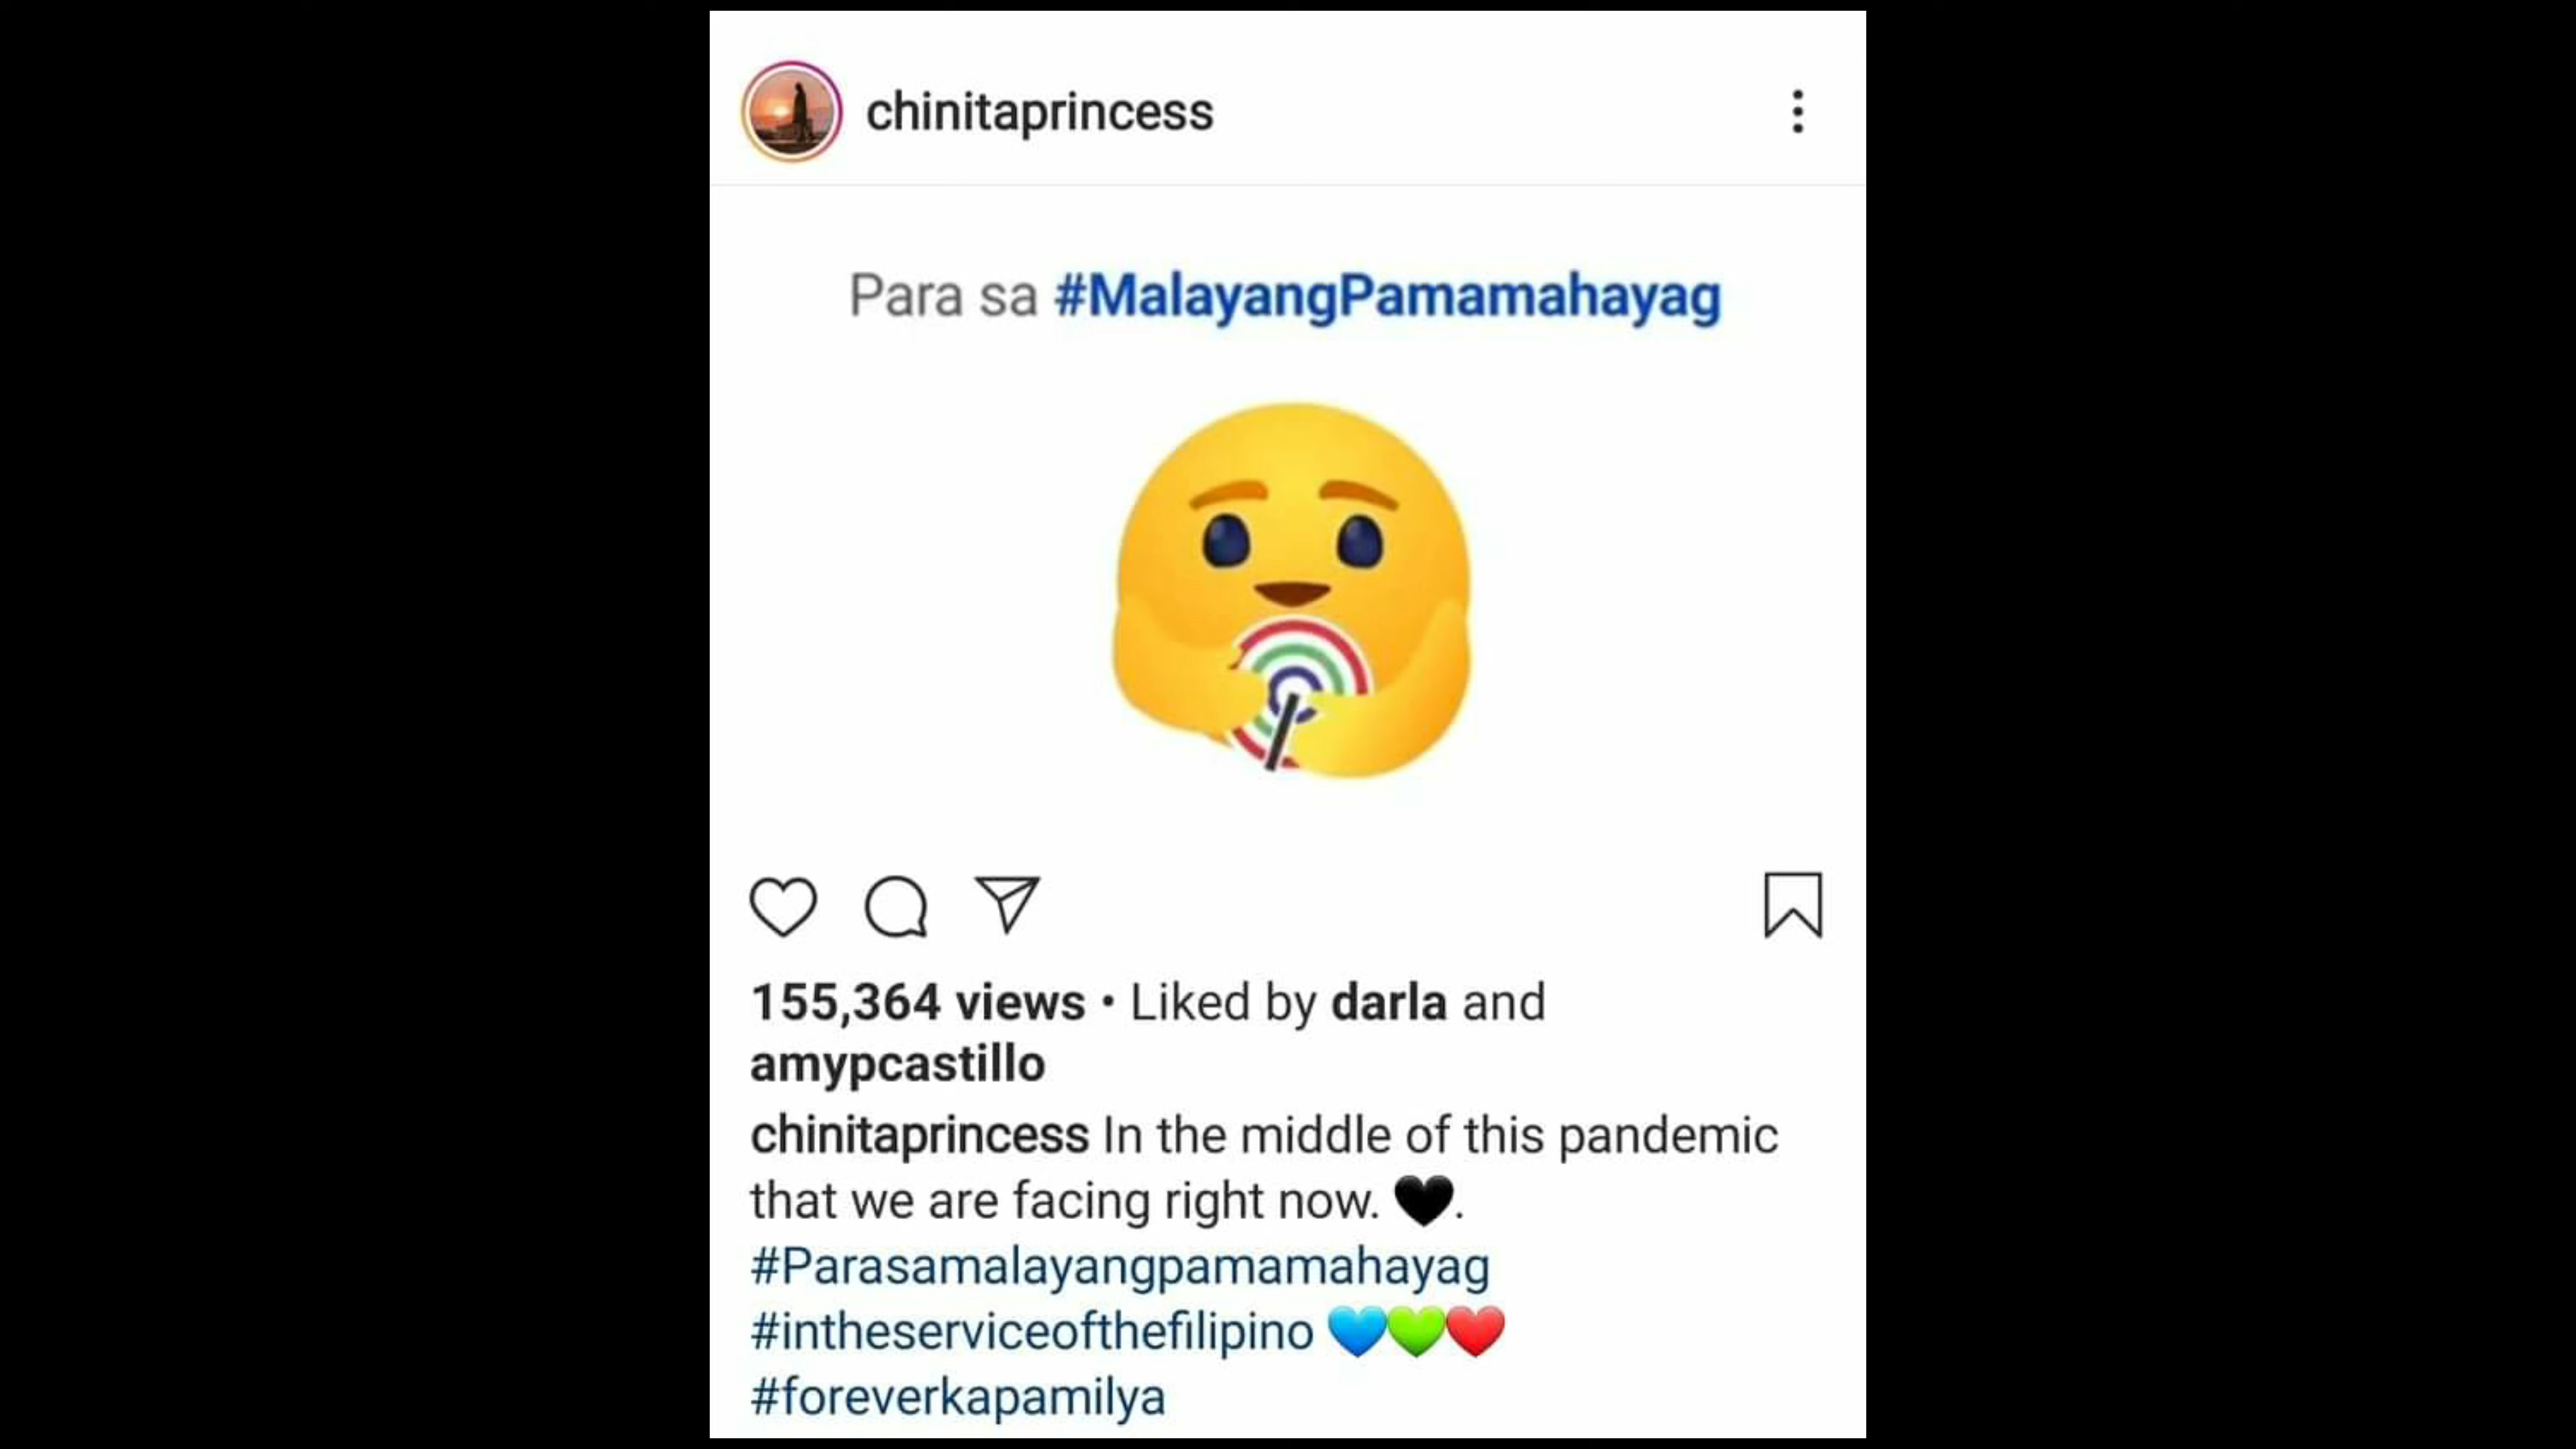 chinitaprincess
Para sa #MalayangPamamahayag
155,364 views • Liked by darla and
amypcastillo
chinitaprincess In the middle of this pandemic
that we are facing right now. 🖤.
#Parasamalayangpamamahayag
#intheserviceofthefilipino 💙💚❤️
#foreverkapamilya